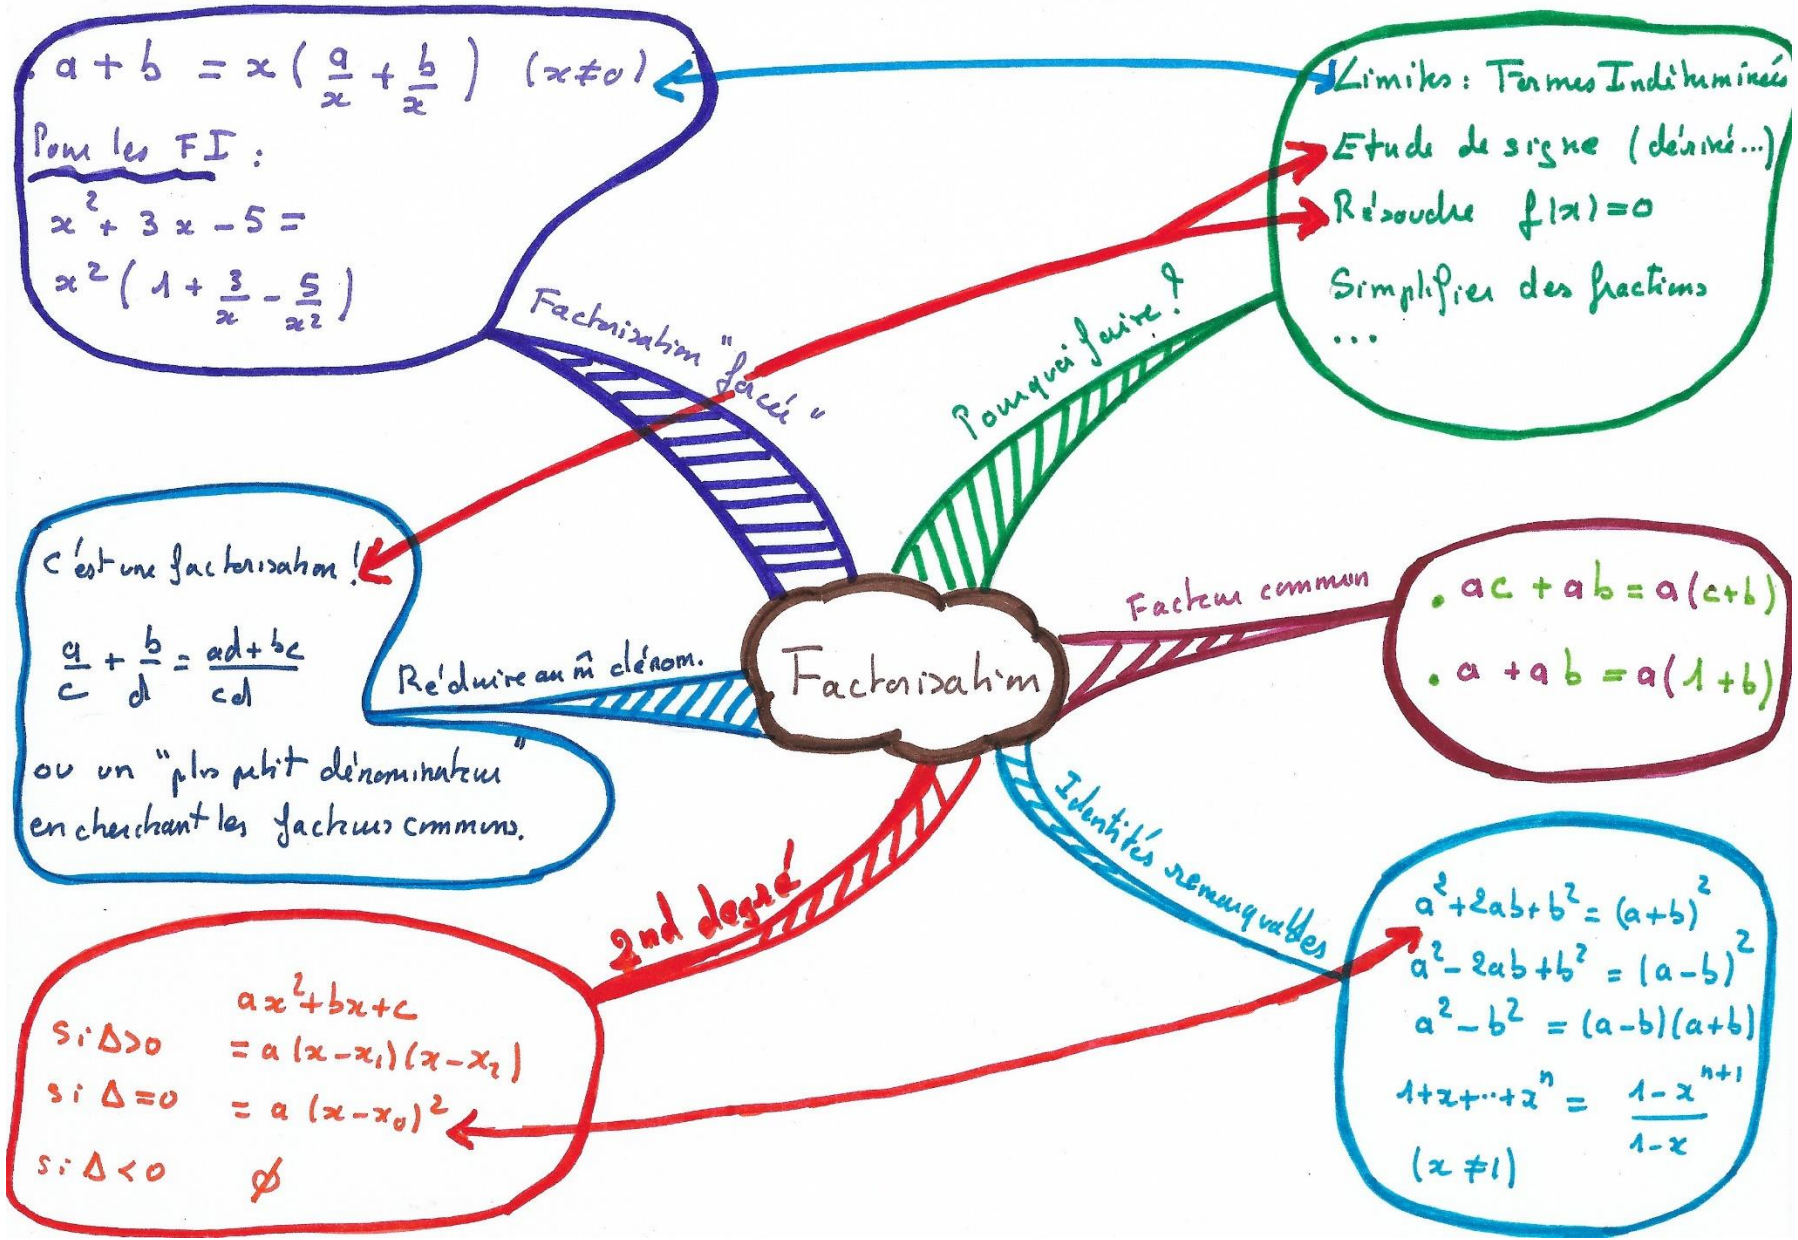 . a + b = x ( a/x + b/x ) (x≠0)
Pour les FI :
x² + 3x - 5 =
x² ( 1 + 3/x - 5/x² )
Factorisation "forcée"
Pourquoi faire ?
Limites : Formes Indéterminées
Etude de signe (dérivé...)
Résoudre f(x)=0
Simplifier des fractions
...
c'est une factorisation !
a/c + b/d = ad+bc/cd
ou un "plus petit dénominateur"
en cherchant les facteurs communs.
Réduire au m̂ dénom.
Factorisation
Facteur commun
. ac + ab = a(c+b)
. a + ab = a(1+b)
2nd degré
ax²+bx+c
si Δ>0 = a(x-x₁)(x-x₂)
si Δ=0 = a (x-x₀)²
si Δ<0 ∅
Identités remarquables
a²+2ab+b² = (a+b)²
a²-2ab+b² = (a-b)²
a²-b² = (a-b)(a+b)
1+x+...+xⁿ = 1-xⁿ⁺¹/1-x
(x ≠1)